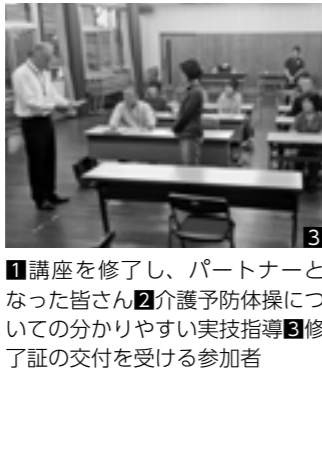 3
1講座を修了し、パートナーと
なった皆さん2介護予防体操につ
いての分かりやすい実技指導3修
了証の交付を受ける参加者